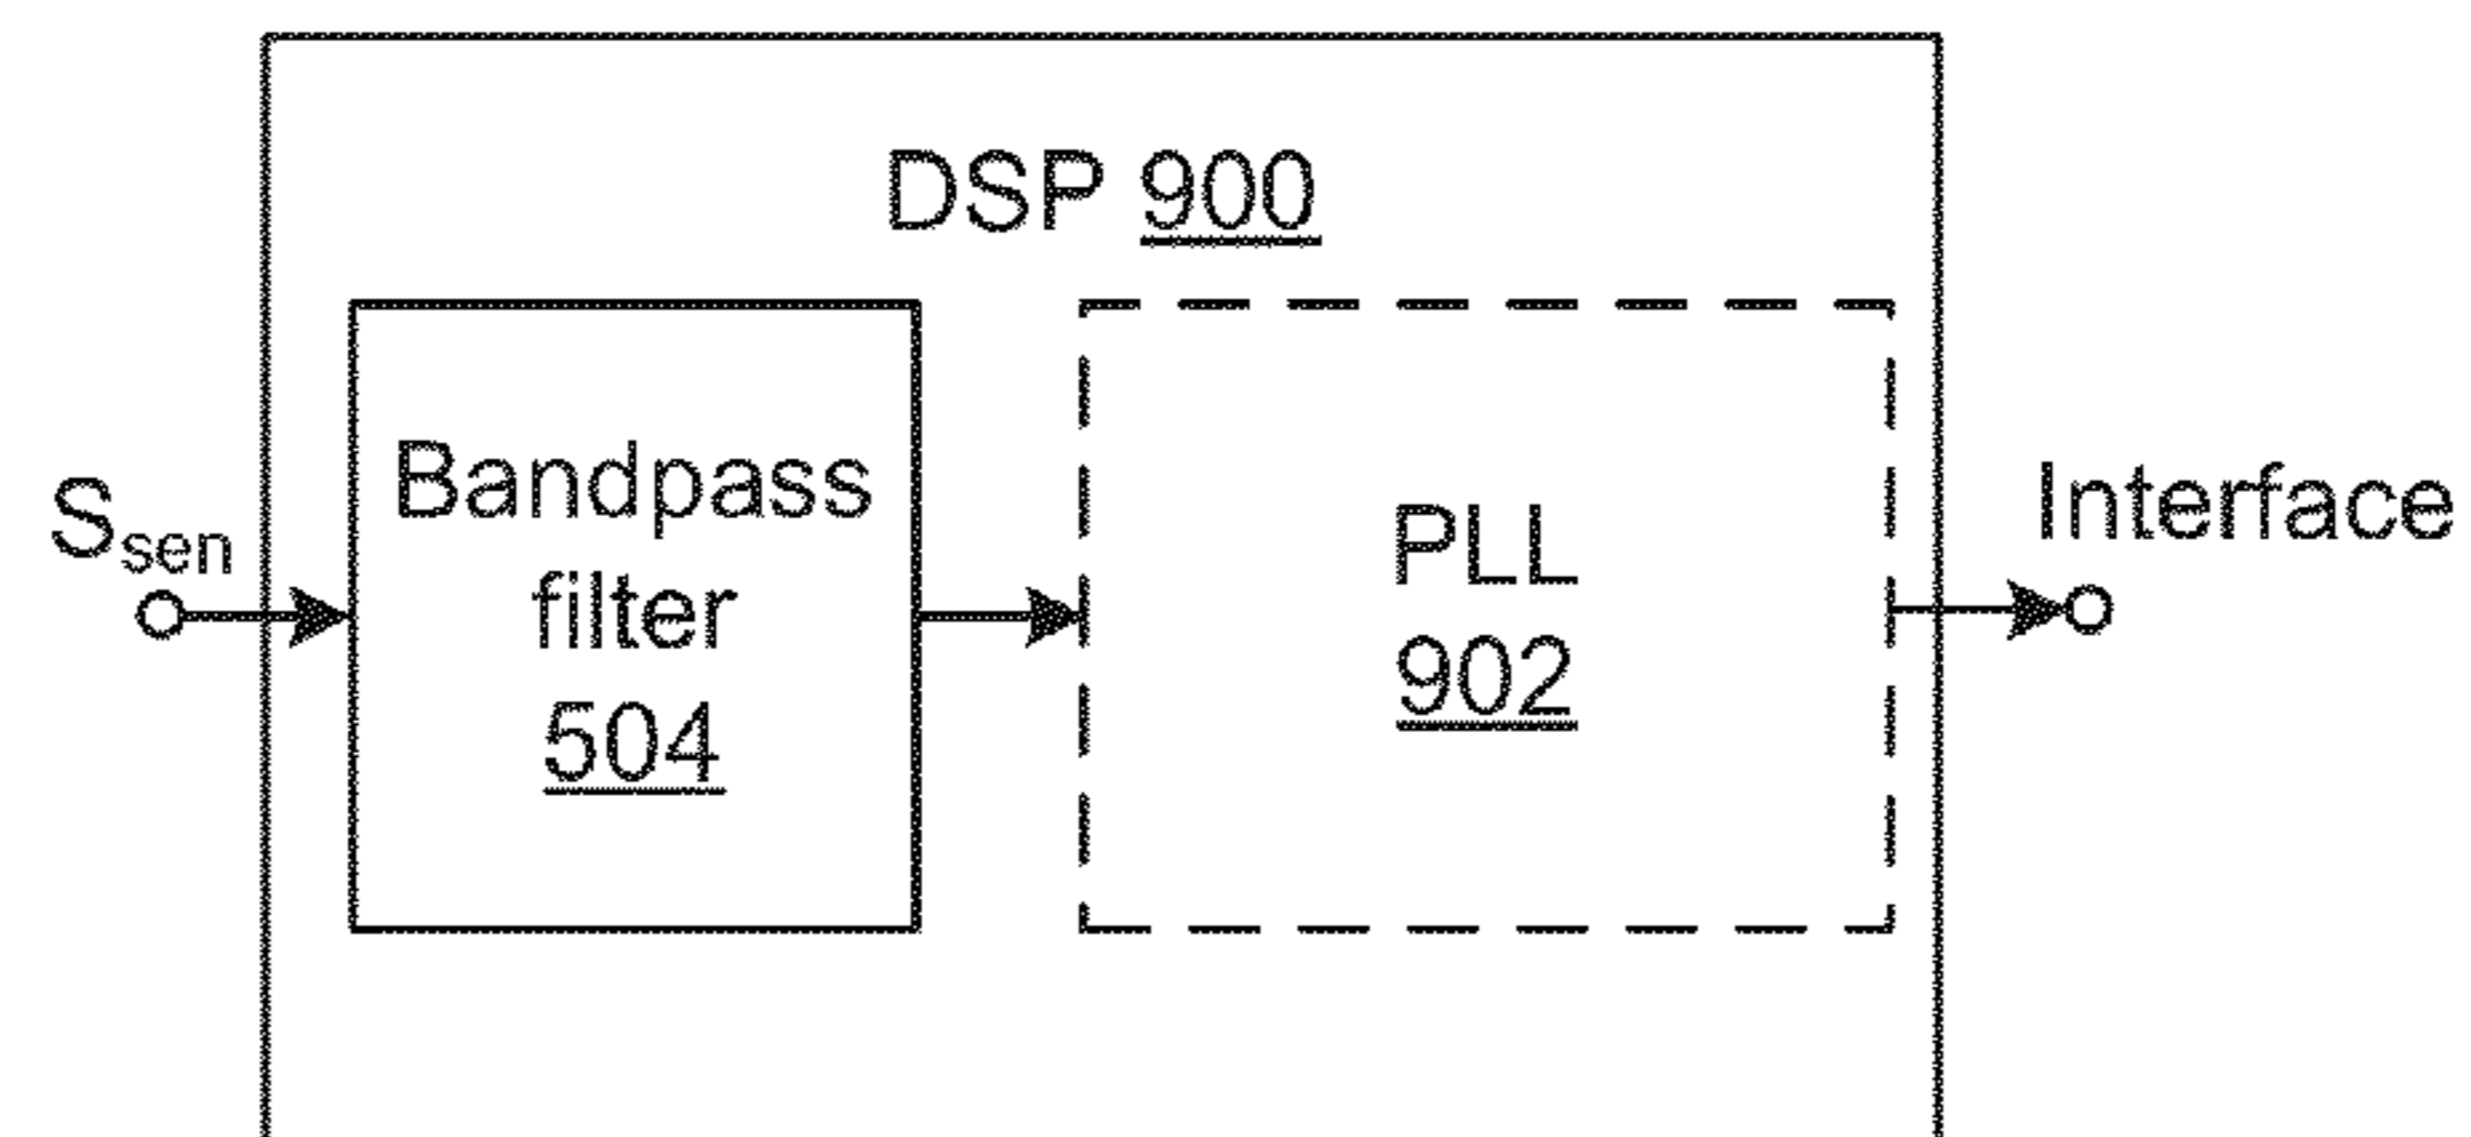 DSP 900
Bandpass
filter
504
PLL
902
Ssen
Interface